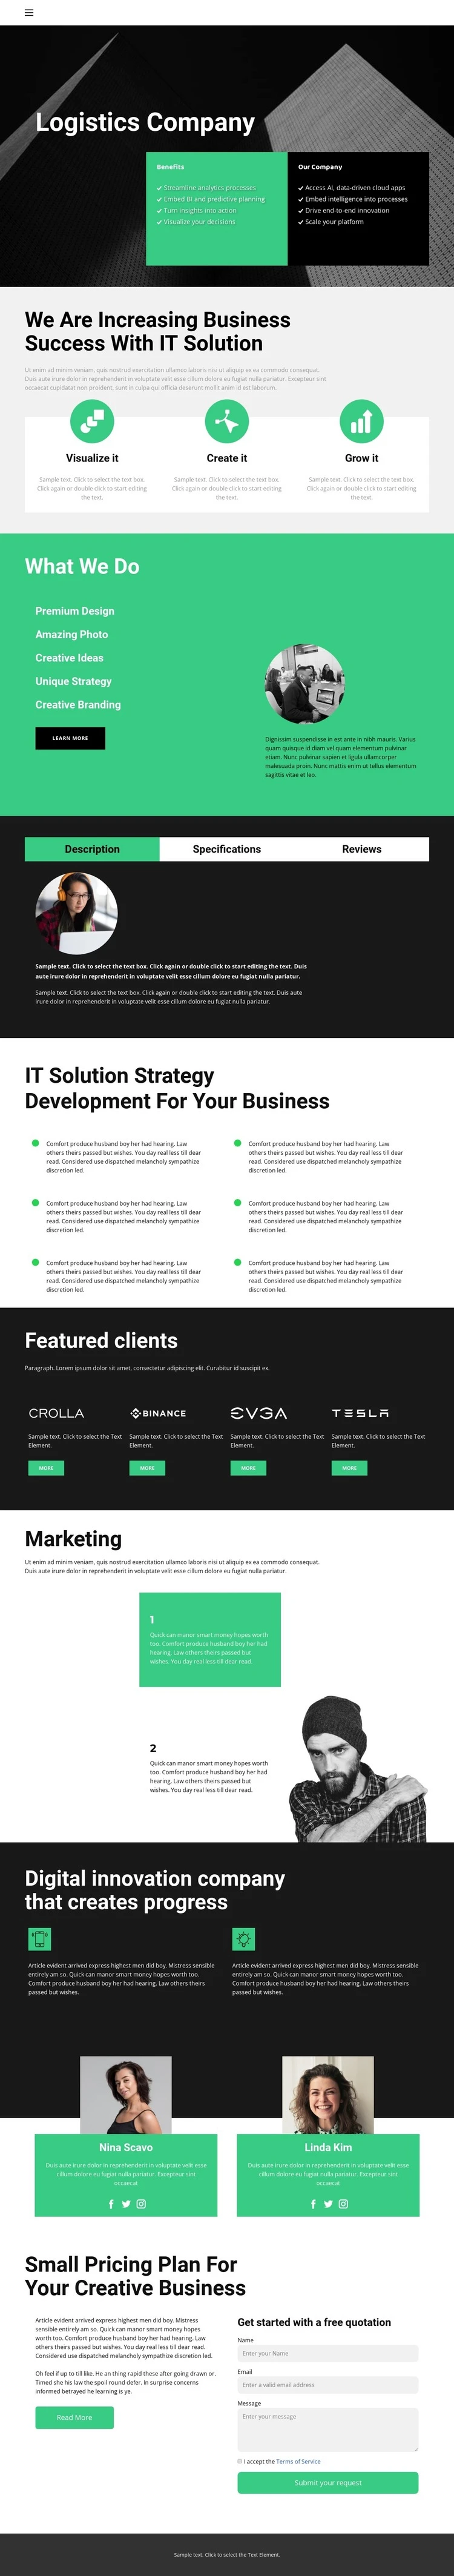 Logistics Company
Benefits
Streamline analytics processes
Embed BI and predictive planning
Turn insights into action
Visualize your decisions
Our Company
Access AI, data-driven cloud apps
Embed intelligence into processes
Drive end-to-end innovation
Scale your platform
We Are Increasing Business
Success With IT Solution
Ut enim ad minim veniam, quis nostrud exercitation ullamco laboris nisi ut aliquip ex ea commodo consequat.
Duis aute irure dolor in reprehenderit in voluptate velit esse cillum dolore eu fugiat nulla pariatur. Excepteur sint
occaecat cupidatat non proident, sunt in culpa qui officia deserunt mollit anim id est laborum.
Visualize it
Sample text. Click to select the text box.
Click again or double click to start editing
the text.
Create it
Sample text. Click to select the text box.
Click again or double click to start editing
the text.
Grow it
Sample text. Click to select the text box.
Click again or double click to start editing
the text.
What We Do
Premium Design
Amazing Photo
Creative Ideas
Unique Strategy
Creative Branding
LEARN MORE
Dignissim suspendisse in est ante in nibh mauris. Varius
quam quisque id diam vel quam elementum pulvinar
etiam. Nunc pulvinar sapien et ligula ullamcorper
malesuada proin. Nunc mattis enim ut tellus elementum
sagittis vitae et leo.
Description
Specifications
Reviews
Sample text. Click to select the text box. Click again or double click to start editing the text. Duis
aute irure dolor in reprehenderit in voluptate velit esse cillum dolore eu fugiat nulla pariatur.
Sample text. Click to select the text box. Click again or double click to start editing the text. Duis aute
irure dolor in reprehenderit in voluptate velit esse cillum dolore eu fugiat nulla pariatur.
IT Solution Strategy
Development For Your Business
Comfort produce husband boy her had hearing. Law
others theirs passed but wishes. You day real less till dear
read. Considered use dispatched melancholy sympathize
discretion led.
Comfort produce husband boy her had hearing. Law
others theirs passed but wishes. You day real less till dear
read. Considered use dispatched melancholy sympathize
discretion led.
Comfort produce husband boy her had hearing. Law
others theirs passed but wishes. You day real less till dear
read. Considered use dispatched melancholy sympathize
discretion led.
Comfort produce husband boy her had hearing. Law
others theirs passed but wishes. You day real less till dear
read. Considered use dispatched melancholy sympathize
discretion led.
Comfort produce husband boy her had hearing. Law
others theirs passed but wishes. You day real less till dear
read. Considered use dispatched melancholy sympathize
discretion led.
Comfort produce husband boy her had hearing. Law
others theirs passed but wishes. You day real less till dear
read. Considered use dispatched melancholy sympathize
discretion led.
Featured clients
Paragraph. Lorem ipsum dolor sit amet, consectetur adipiscing elit. Curabitur id suscipit ex.
CROLLA
Sample text. Click to select the Text
Element.
MORE
BINANCE
Sample text. Click to select the Text
Element.
MORE
EVGA
Sample text. Click to select the Text
Element.
MORE
TESLA
Sample text. Click to select the Text
Element.
MORE
Marketing
Ut enim ad minim veniam, quis nostrud exercitation ullamco laboris nisi ut aliquip ex ea commodo consequat.
Duis aute irure dolor in reprehenderit in voluptate velit esse cillum dolore eu fugiat nulla pariatur.
1
Quick can manor smart money hopes worth
too. Comfort produce husband boy her had
hearing. Law others theirs passed but
wishes. You day real less till dear read.
2
Quick can manor smart money hopes worth
too. Comfort produce husband boy her had
hearing. Law others theirs passed but
wishes. You day real less till dear read.
Digital innovation company
that creates progress
Article evident arrived express highest men did boy. Mistress sensible
entirely am so. Quick can manor smart money hopes worth too.
Comfort produce husband boy her had hearing. Law others theirs
passed but wishes.
Article evident arrived express highest men did boy. Mistress sensible
entirely am so. Quick can manor smart money hopes worth too.
Comfort produce husband boy her had hearing. Law others theirs
passed but wishes.
Nina Scavo
Duis aute irure dolor in reprehenderit in voluptate velit esse
cillum dolore eu fugiat nulla pariatur. Excepteur sint
occaecat
Linda Kim
Duis aute irure dolor in reprehenderit in voluptate velit esse
cillum dolore eu fugiat nulla pariatur. Excepteur sint
occaecat
Small Pricing Plan For
Your Creative Business
Article evident arrived express highest men did boy. Mistress
sensible entirely am so. Quick can manor smart money hopes
worth too. Comfort produce husband boy her had hearing. Law
others theirs passed but wishes. You day real less till dear read.
Considered use dispatched melancholy sympathize discretion led.
Oh feel if up to till like. He an thing rapid these after going drawn or.
Timed she his law the spoil round defer. In surprise concerns
informed betrayed he learning is ye.
Read More
Get started with a free quotation
Name
Enter your Name
Email
Enter a valid email address
Message
Enter your message
I accept the Terms of Service
Submit your request
Sample text. Click to select the Text Element.